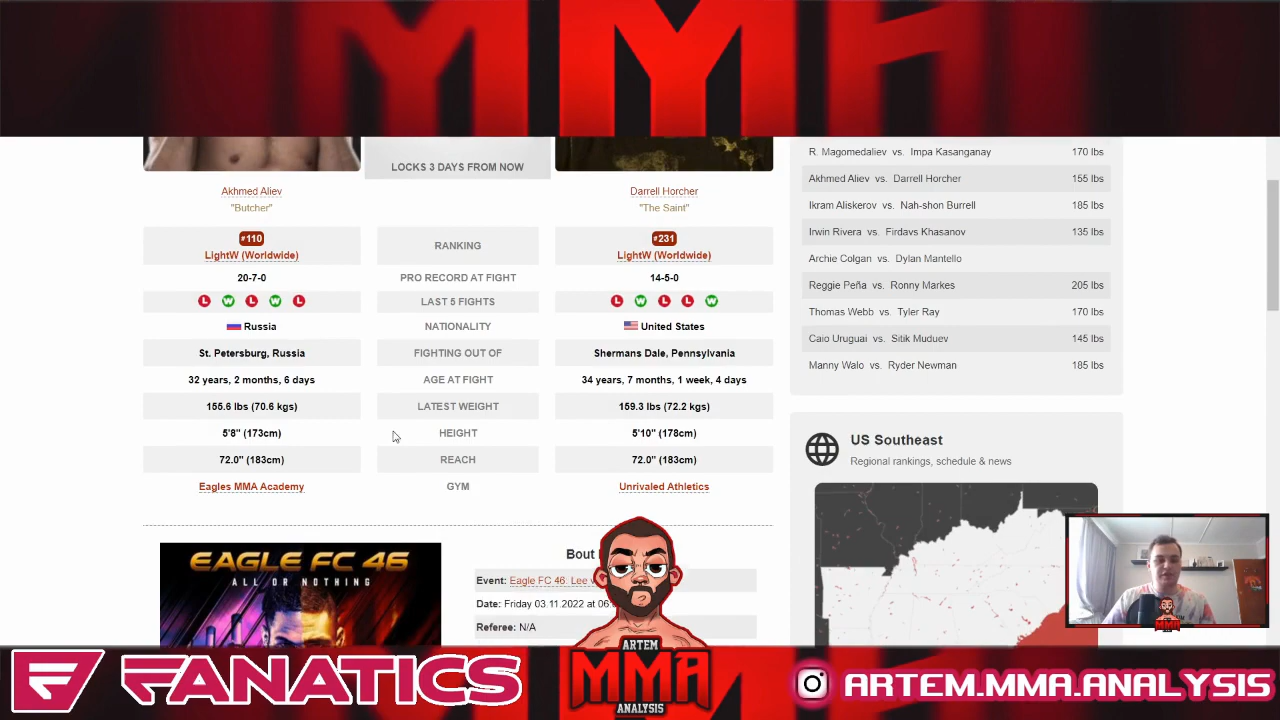 MMA
LOCKS 3 DAYS FROM NOW
Akhmed Aliev
"Butcher"
Darrell Horcher
"The Saint"
#110
LightW (Worldwide)
RANKING
#231
LightW (Worldwide)
20-7-0
PRO RECORD AT FIGHT
14-5-0
L W L W L
LAST 5 FIGHTS
L W L L W
Russia
NATIONALITY
United States
St. Petersburg, Russia
FIGHTING OUT OF
Shermans Dale, Pennsylvania
32 years, 2 months, 6 days
AGE AT FIGHT
34 years, 7 months, 1 week, 4 days
155.6 lbs (70.6 kgs)
LATEST WEIGHT
159.3 lbs (72.2 kgs)
5'8" (173cm)
HEIGHT
5'10" (178cm)
72.0" (183cm)
REACH
72.0" (183cm)
Eagles MMA Academy
GYM
Unrivaled Athletics
R. Magomedaliev vs. Impa Kasanganay 170 lbs
Akhmed Aliev vs. Darrell Horcher 155 lbs
Ikram Aliskerov vs. Nah-shon Burrell 185 lbs
Irwin Rivera vs. Firdavs Khasanov 135 lbs
Archie Colgan vs. Dylan Mantello
Reggie Peña vs. Ronny Markes 205 lbs
Thomas Webb vs. Tyler Ray 170 lbs
Caio Uruguai vs. Sitik Muduev 145 lbs
Manny Walo vs. Ryder Newman 185 lbs
US Southeast
Regional rankings, schedule & news
EAGLE FC 46
ALL OR NOTHING
Bout
Event: Eagle FC 46: Lee
Date: Friday 03.11.2022 at 06:
Referee: N/A
MMA
FANATICS
ARTEM
MMA
ANALYSIS
ARTEM.MMA.ANALYSIS